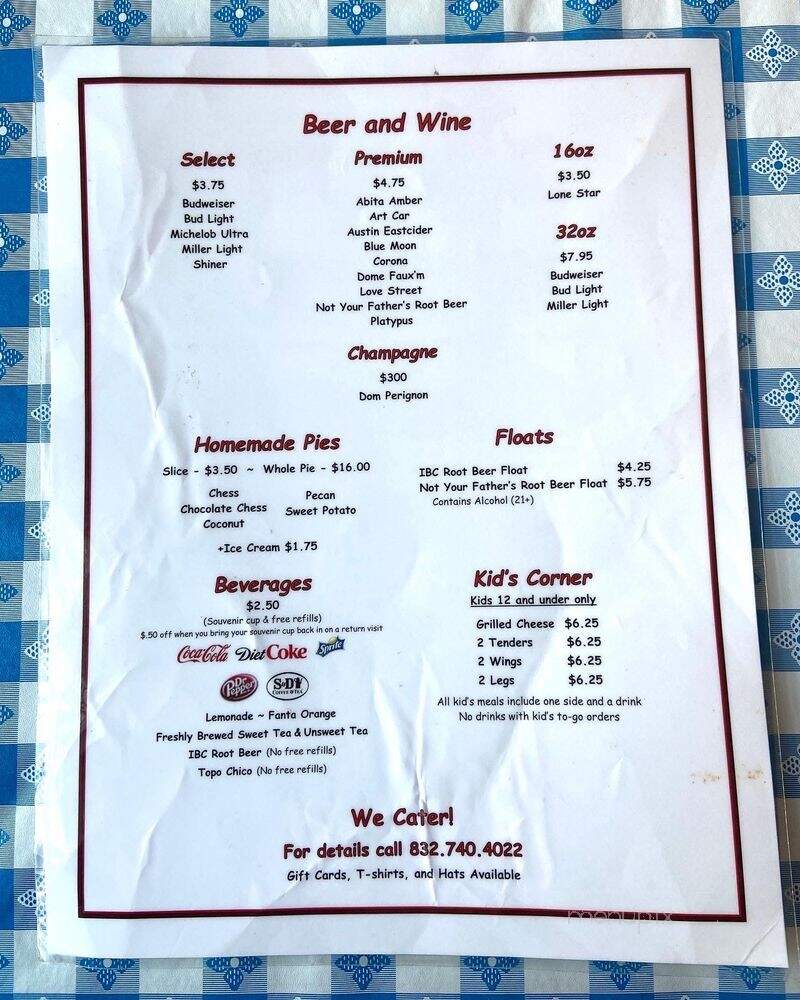 Beer and Wine
Select
$3.75
Budweiser
Bud Light
Michelob Ultra
Miller Light
Shiner
Premium
$4.75
Abita Amber
Art Car
Austin Eastcider
Blue Moon
Corona
Dome Faux'm
Love Street
Not Your Father's Root Beer
Platypus
16oz
$3.50
Lone Star
32oz
$7.95
Budweiser
Bud Light
Miller Light
Champagne
$300
Dom Perignon
Homemade Pies
Slice - $3.50 ~ Whole Pie - $16.00
Chess
Chocolate Chess
Coconut
Pecan
Sweet Potato
+Ice Cream $1.75
Floats
IBC Root Beer Float $4.25
Not Your Father's Root Beer Float $5.75
Contains Alcohol (21+)
Beverages
$2.50
(Souvenir cup & free refills)
$.50 off when you bring your souvenir cup back in on a return visit
Coca-Cola Diet Coke Sprite
Dr Pepper S&D COFFEE & TEA
Lemonade ~ Fanta Orange
Freshly Brewed Sweet Tea & Unsweet Tea
IBC Root Beer (No free refills)
Topo Chico (No free refills)
Kid's Corner
Kids 12 and under only
Grilled Cheese $6.25
2 Tenders $6.25
2 Wings $6.25
2 Legs $6.25
All kid's meals include one side and a drink
No drinks with kid's to-go orders
We Cater!
For details call 832.740.4022
Gift Cards, T-shirts, and Hats Available
menupix